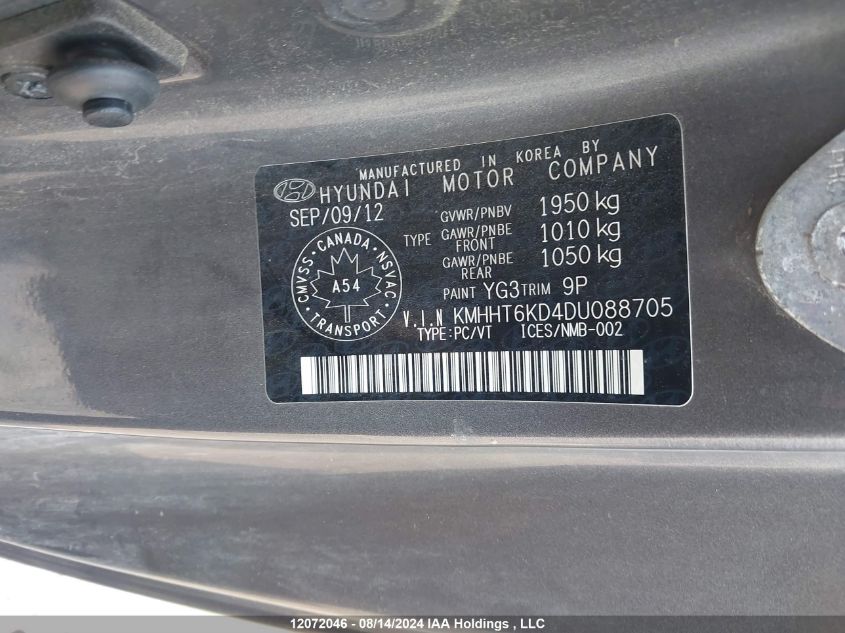 MANUFACTURED IN KOREA BY
HYUNDAI MOTOR COMPANY
SEP/09/12
GVWR/PNBV 1950 kg
TYPE GAWR/PNBE FRONT 1010 kg
GAWR/PNBE REAR 1050 kg
CMVSS · CANADA · NSVAC
A54
TRANSPORT
PAINT YG3 TRIM 9P
V.I.N KMHHT6KD4DU088705
TYPE:PC/VT ICES/NMB-002
12072046 - 08/14/2024 IAA Holdings , LLC